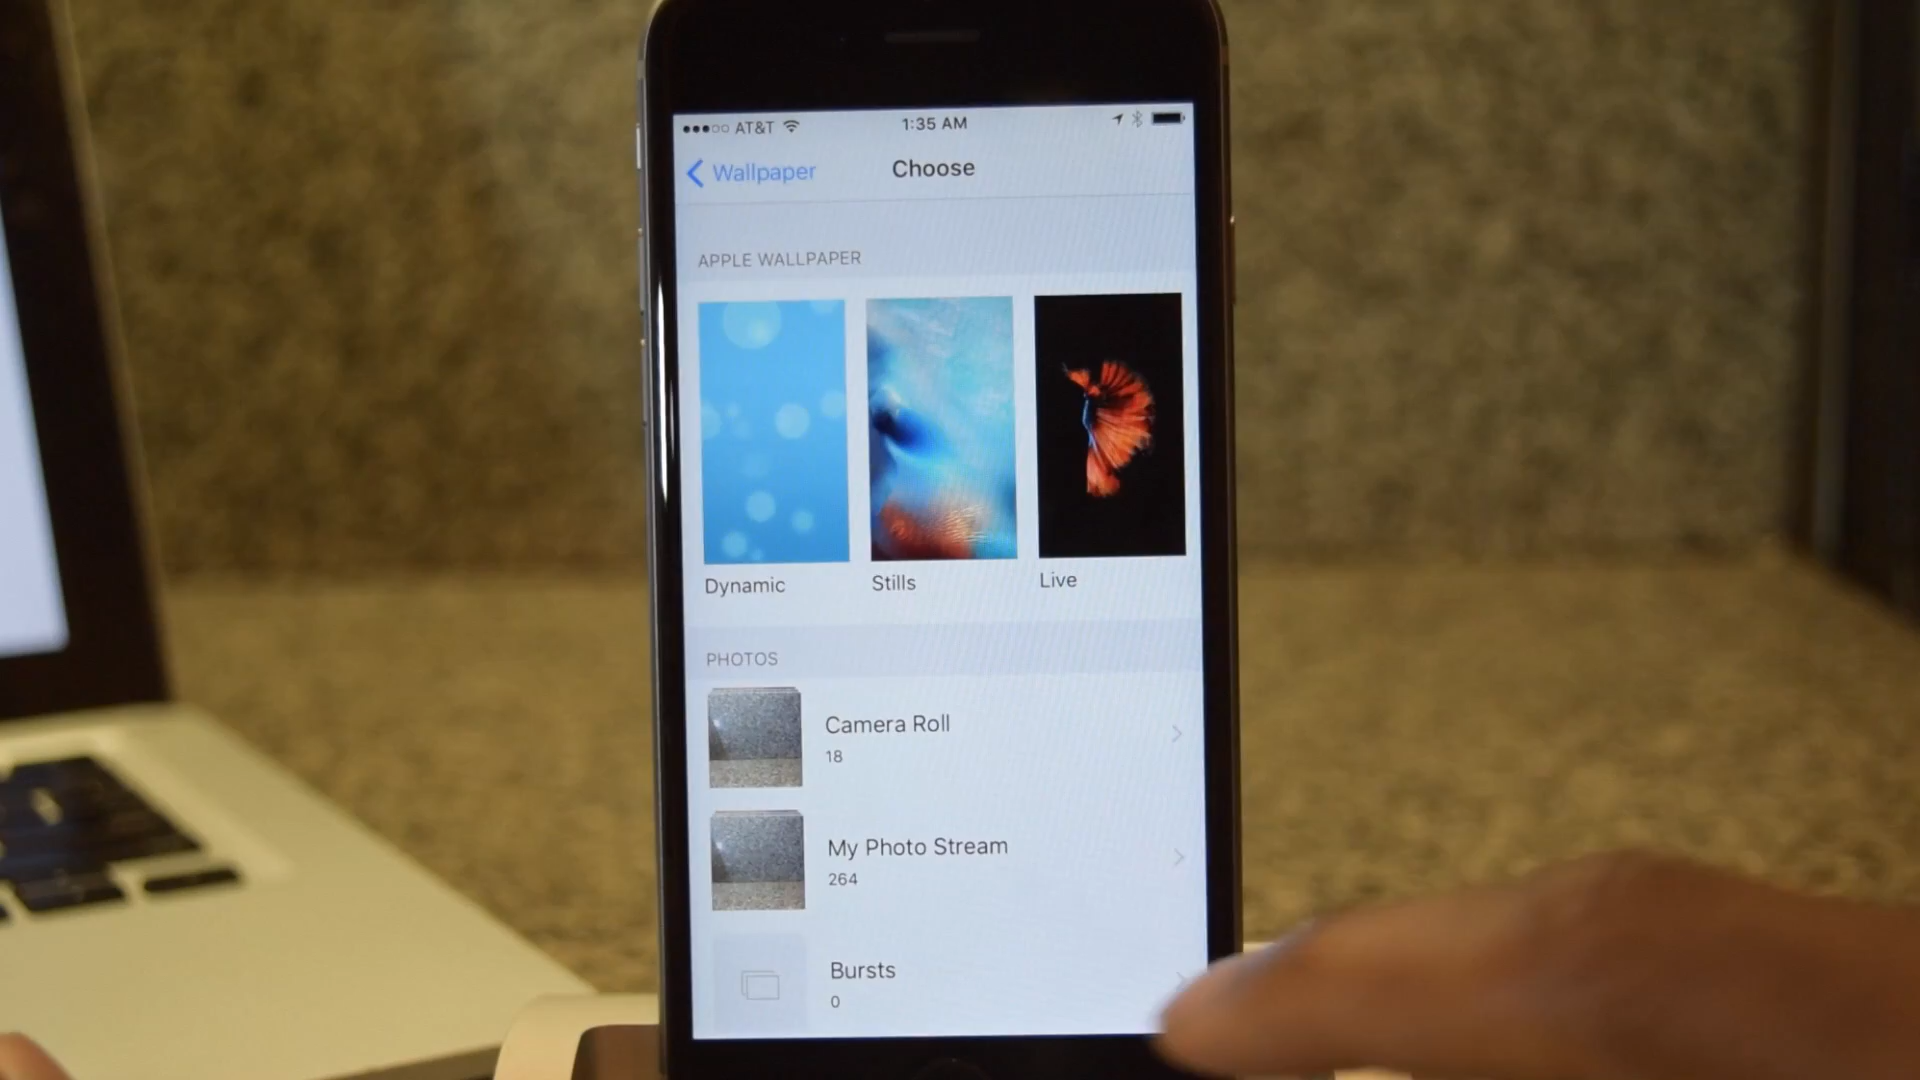 AT&T 1:35 AM
Wallpaper Choose
APPLE WALLPAPER
Dynamic Stills Live
PHOTOS
Camera Roll
18
My Photo Stream
264
Bursts
0